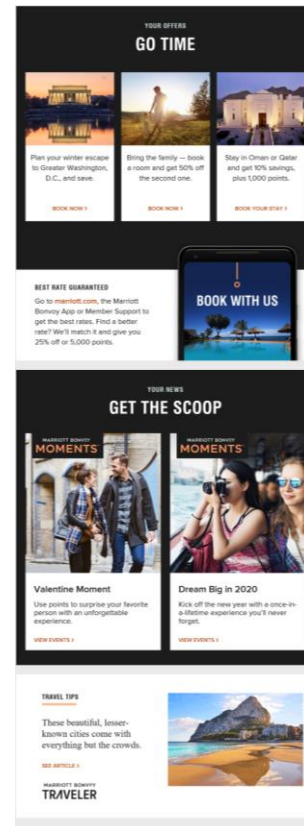 YOUR OFFERS
GO TIME
Plan your winter escape
to Greater Washington,
D.C., and save.
BOOK NOW >
Bring the family — book
a room and get 50% off
the second one.
BOOK NOW >
Stay in Oman or Qatar
and get 10% savings,
plus 1,000 points.
BOOK YOUR STAY >
BEST RATE GUARANTEED
Go to marriott.com, the Marriott
Bonvoy App or Member Support to
get the best rates. Find a better
rate? We'll match it and give you
25% off or 5,000 points.
BOOK WITH US
YOUR NEWS
GET THE SCOOP
MARRIOTT BONVOY
MOMENTS
Valentine Moment
Use points to surprise your favorite
person with an unforgettable
experience.
VIEW EVENTS >
MARRIOTT BONVOY
MOMENTS
Dream Big in 2020
Kick off the new year with a once-in-
a-lifetime experience you'll never
forget.
VIEW EVENTS >
TRAVEL TIPS
These beautiful, lesser-
known cities come with
everything but the crowds.
SEE ARTICLE >
MARRIOTT BONVOY
TRAVELER